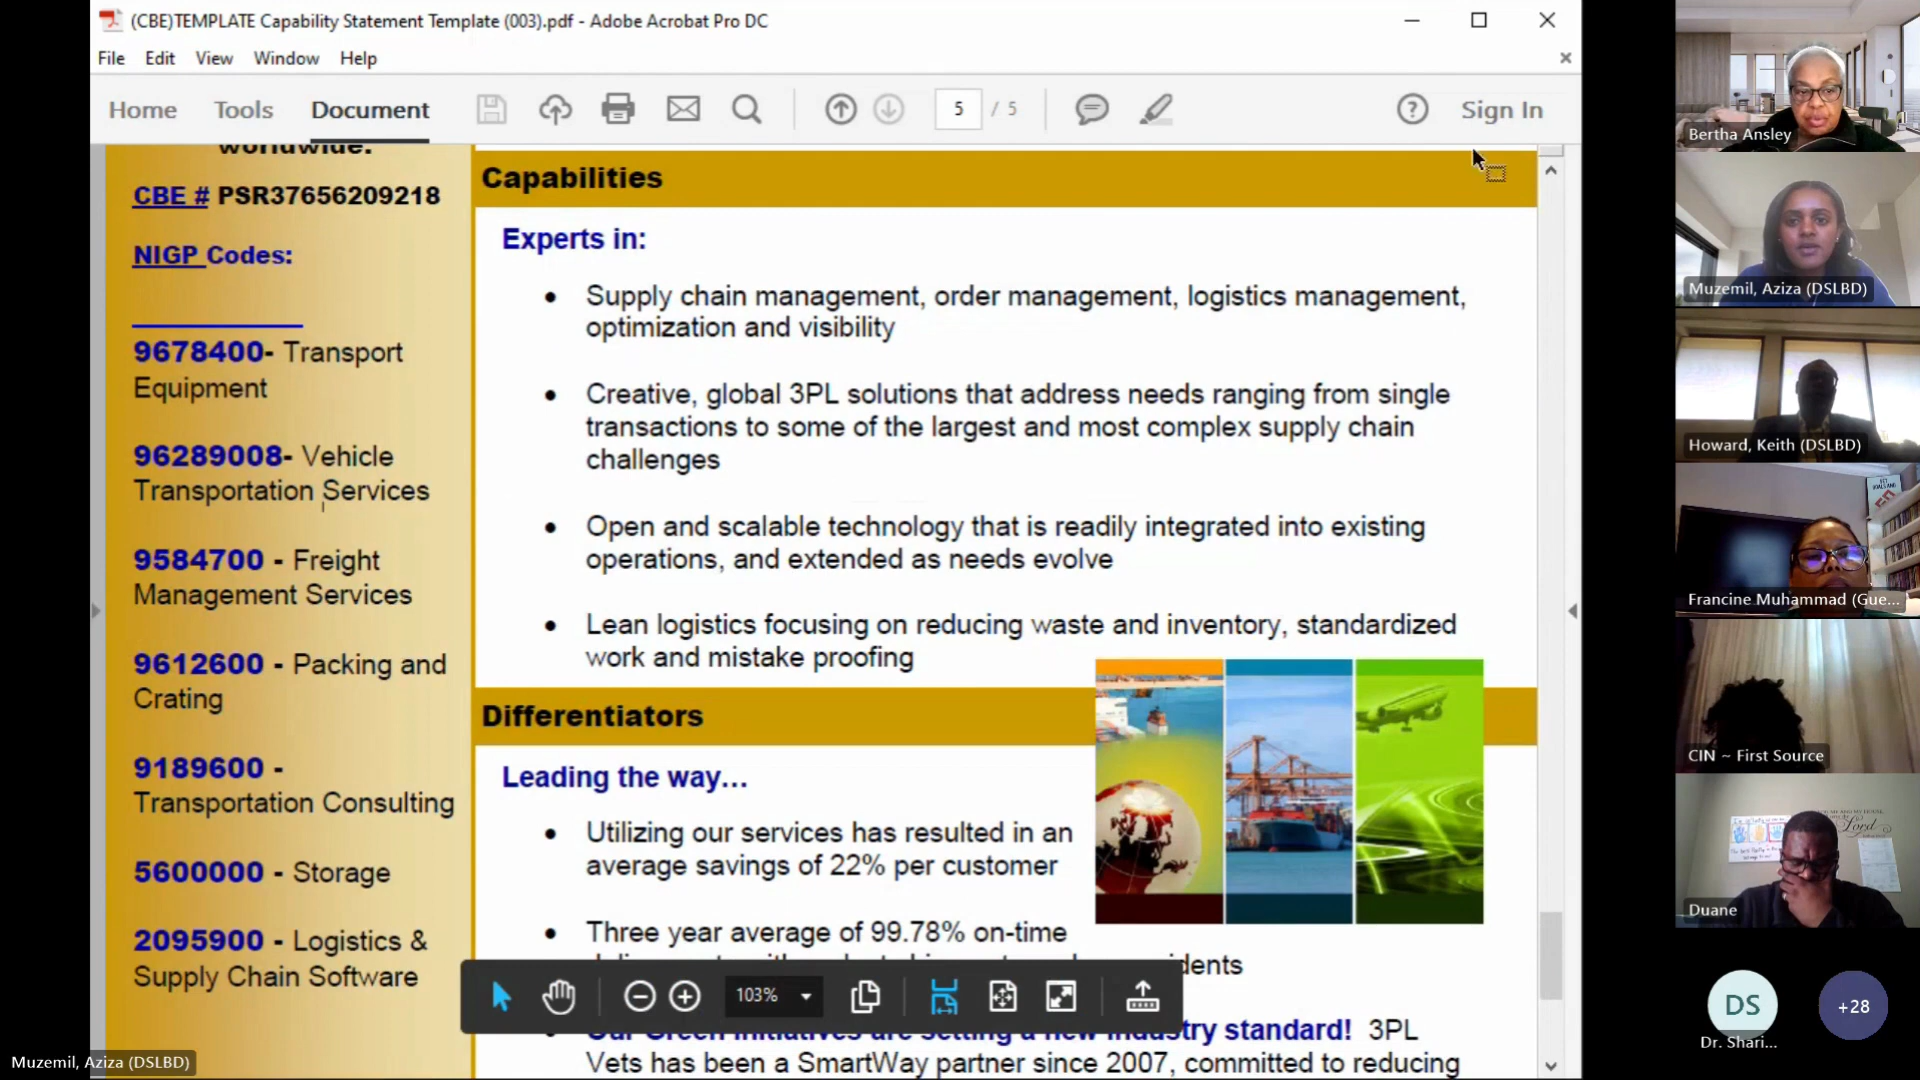 (CBE)TEMPLATE Capability Statement Template (003).pdf - Adobe Acrobat Pro DC
File Edit View Window Help
Home Tools Document 5 / 5 Sign In
worldwide.
CBE # PSR37656209218
NIGP Codes:
9678400- Transport
Equipment
96289008- Vehicle
Transportation Services
9584700 - Freight
Management Services
9612600 - Packing and
Crating
9189600 -
Transportation Consulting
5600000 - Storage
2095900 - Logistics &
Supply Chain Software
Capabilities
Experts in:
• Supply chain management, order management, logistics management,
optimization and visibility
• Creative, global 3PL solutions that address needs ranging from single
transactions to some of the largest and most complex supply chain
challenges
• Open and scalable technology that is readily integrated into existing
operations, and extended as needs evolve
• Lean logistics focusing on reducing waste and inventory, standardized
work and mistake proofing
Differentiators
Leading the way...
• Utilizing our services has resulted in an
average savings of 22% per customer
• Three year average of 99.78% on-time
103%
• Our Green initiatives are setting a new industry standard! 3PL
Vets has been a SmartWay partner since 2007, committed to reducing
Bertha Ansley
Muzemil, Aziza (DSLBD)
Howard, Keith (DSLBD)
Francine Muhammad (Gue...
CIN ~ First Source
Lord
Duane
DS
Dr. Shari...
+28
Muzemil, Aziza (DSLBD)